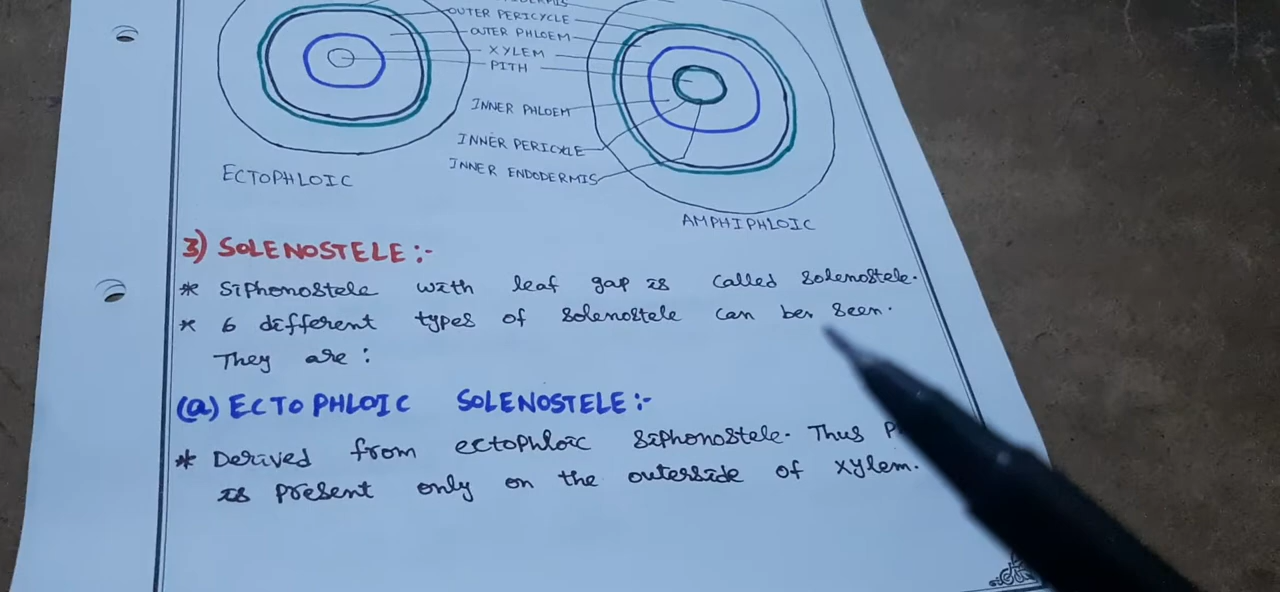 OUTER PERICYCLE
OUTER PHLOEM
XYLEM
PITH
INNER PHLOEM
INNER PERICYCLE
INNER ENDODERMIS
ECTOPHLOIC
AMPHIPHLOIC
3) SOLENOSTELE :-
* Siphonostele with leaf gap is called solenostele.
* 6 different types of solenostele can be seen.
They are :
(a) ECTOPHLOIC SOLENOSTELE :-
* Derived from ectophloic siphonostele. Thus
is present only on the outerside of xylem.